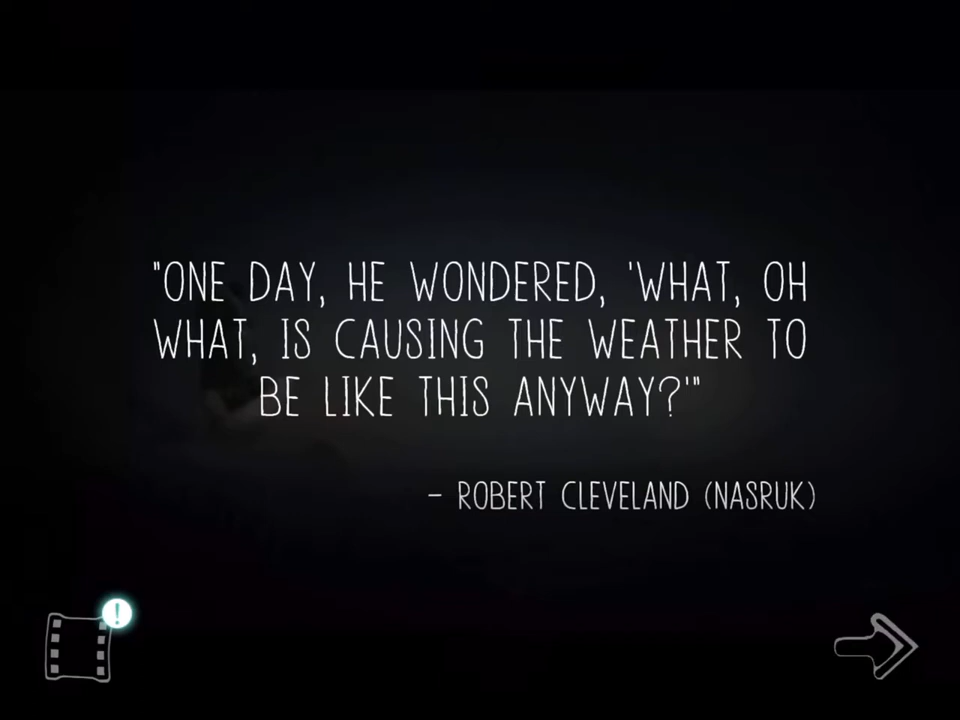 "ONE DAY, HE WONDERED, 'WHAT, OH
WHAT, IS CAUSING THE WEATHER TO
BE LIKE THIS ANYWAY?'"
- ROBERT CLEVELAND (NASRUK)
!